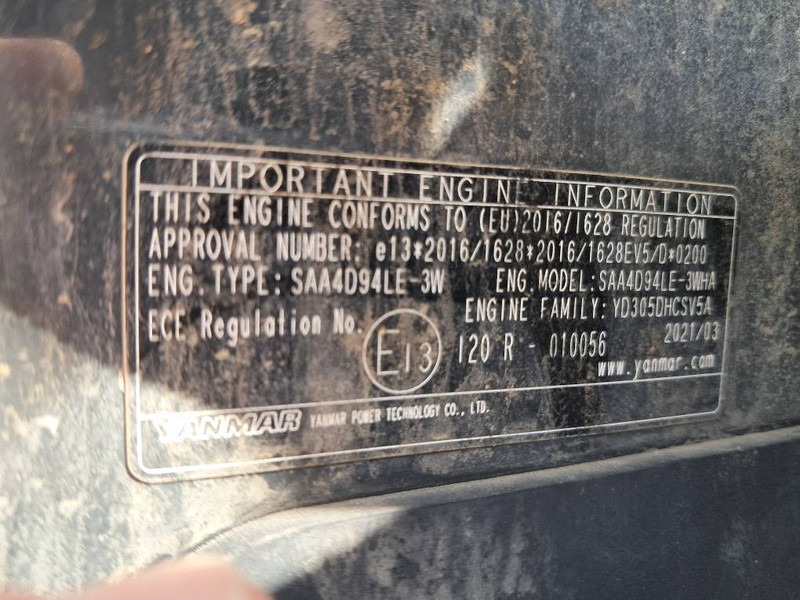 IMPORTANT ENGINE INFORMATION
THIS ENGINE CONFORMS TO (EU)2016/1628 REGULATION
APPROVAL NUMBER: e13*2016/1628*2016/1628EV5/D*0200
ENG. TYPE: SAA4D94LE-3W ENG. MODEL: SAA4D94LE-3WHA
ENGINE FAMILY: YD305DHCSV5A
ECE Regulation No. E13 120 R - 010056 2021/03
www.yanmar.com
YANMAR YANMAR POWER TECHNOLOGY CO., LTD.